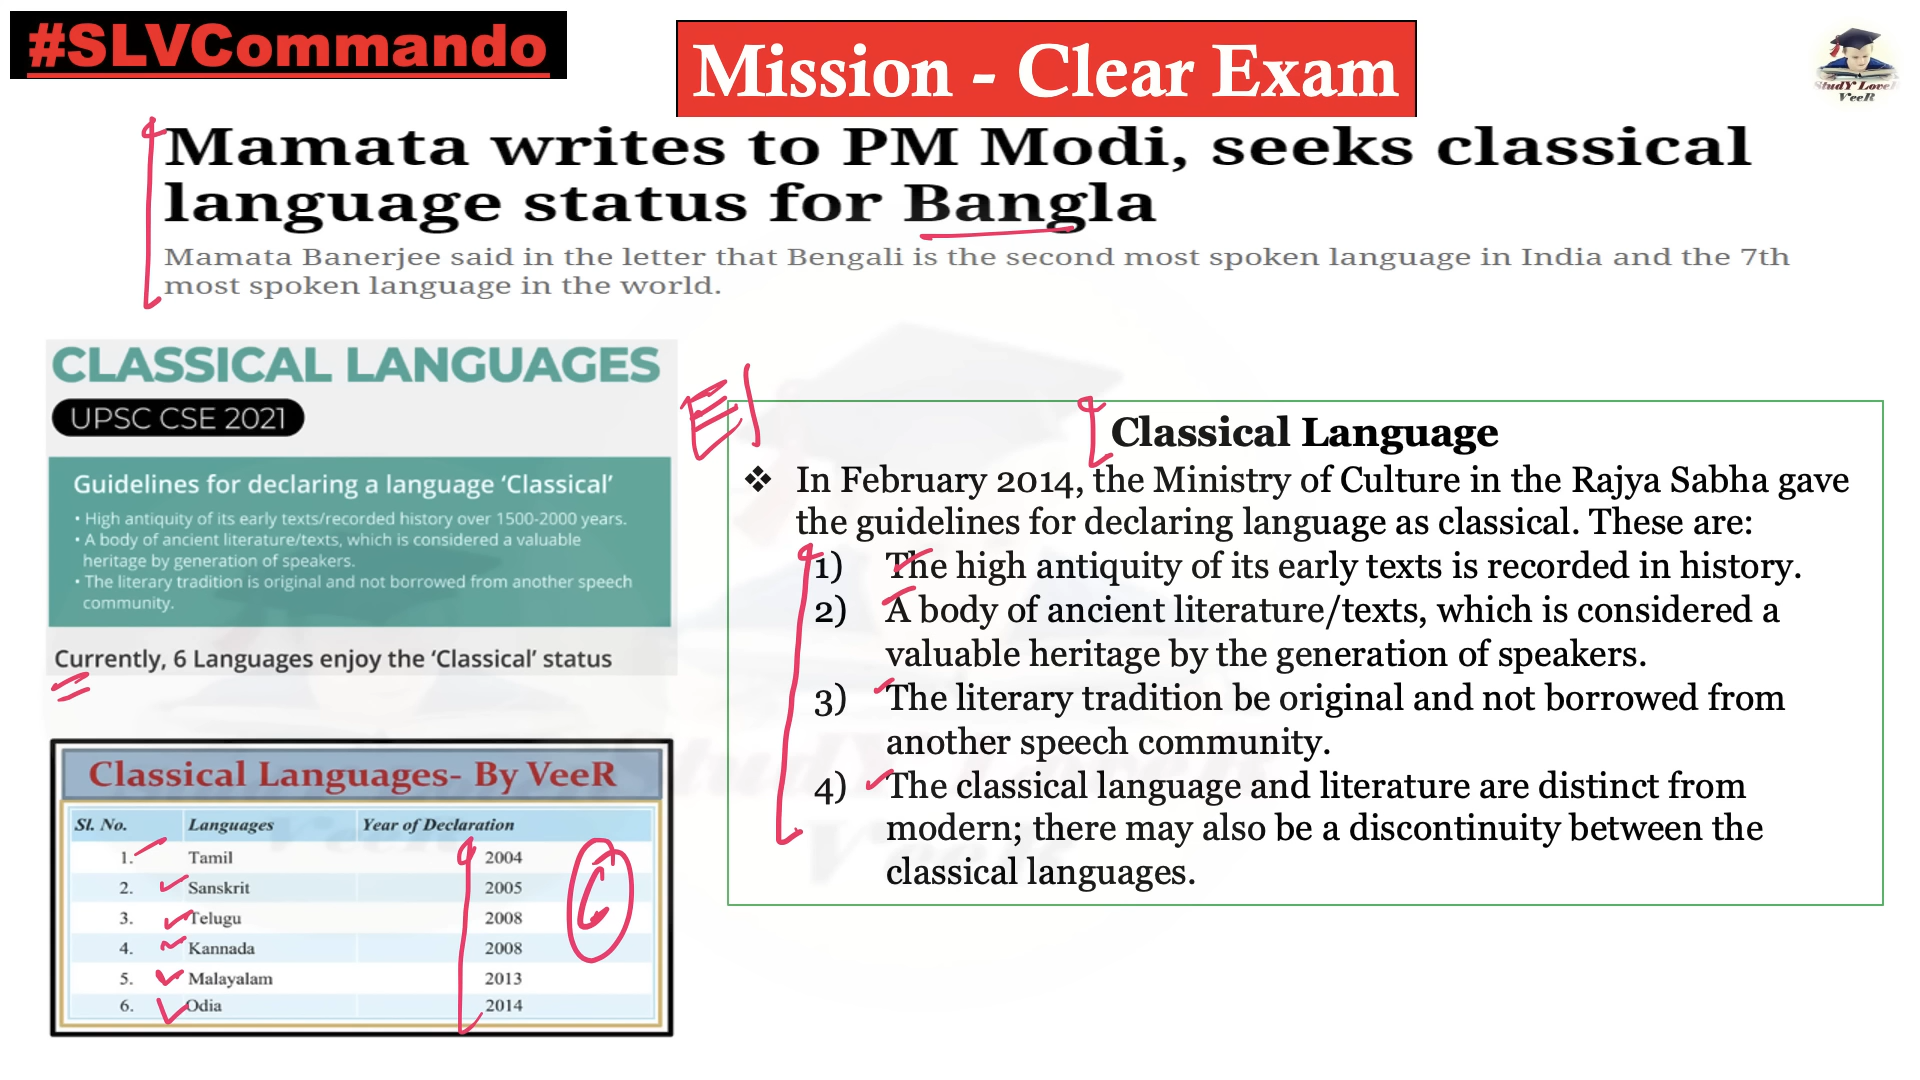 #SLVCommando
Mission - Clear Exam
StudY LoveR
VeeR
Mamata writes to PM Modi, seeks classical
language status for Bangla
Mamata Banerjee said in the letter that Bengali is the second most spoken language in India and the 7th
most spoken language in the world.
CLASSICAL LANGUAGES
UPSC CSE 2021
Guidelines for declaring a language ‘Classical’
• High antiquity of its early texts/recorded history over 1500-2000 years.
• A body of ancient literature/texts, which is considered a valuable
heritage by generation of speakers.
• The literary tradition is original and not borrowed from another speech
community.
Currently, 6 Languages enjoy the ‘Classical’ status
Classical Languages- By VeeR
Sl. No. Languages Year of Declaration
1. Tamil 2004
2. Sanskrit 2005
3. Telugu 2008
4. Kannada 2008
5. Malayalam 2013
6. Odia 2014
6
Classical Language
❖ In February 2014, the Ministry of Culture in the Rajya Sabha gave
the guidelines for declaring language as classical. These are:
1) The high antiquity of its early texts is recorded in history.
2) A body of ancient literature/texts, which is considered a
valuable heritage by the generation of speakers.
3) The literary tradition be original and not borrowed from
another speech community.
4) The classical language and literature are distinct from
modern; there may also be a discontinuity between the
classical languages.